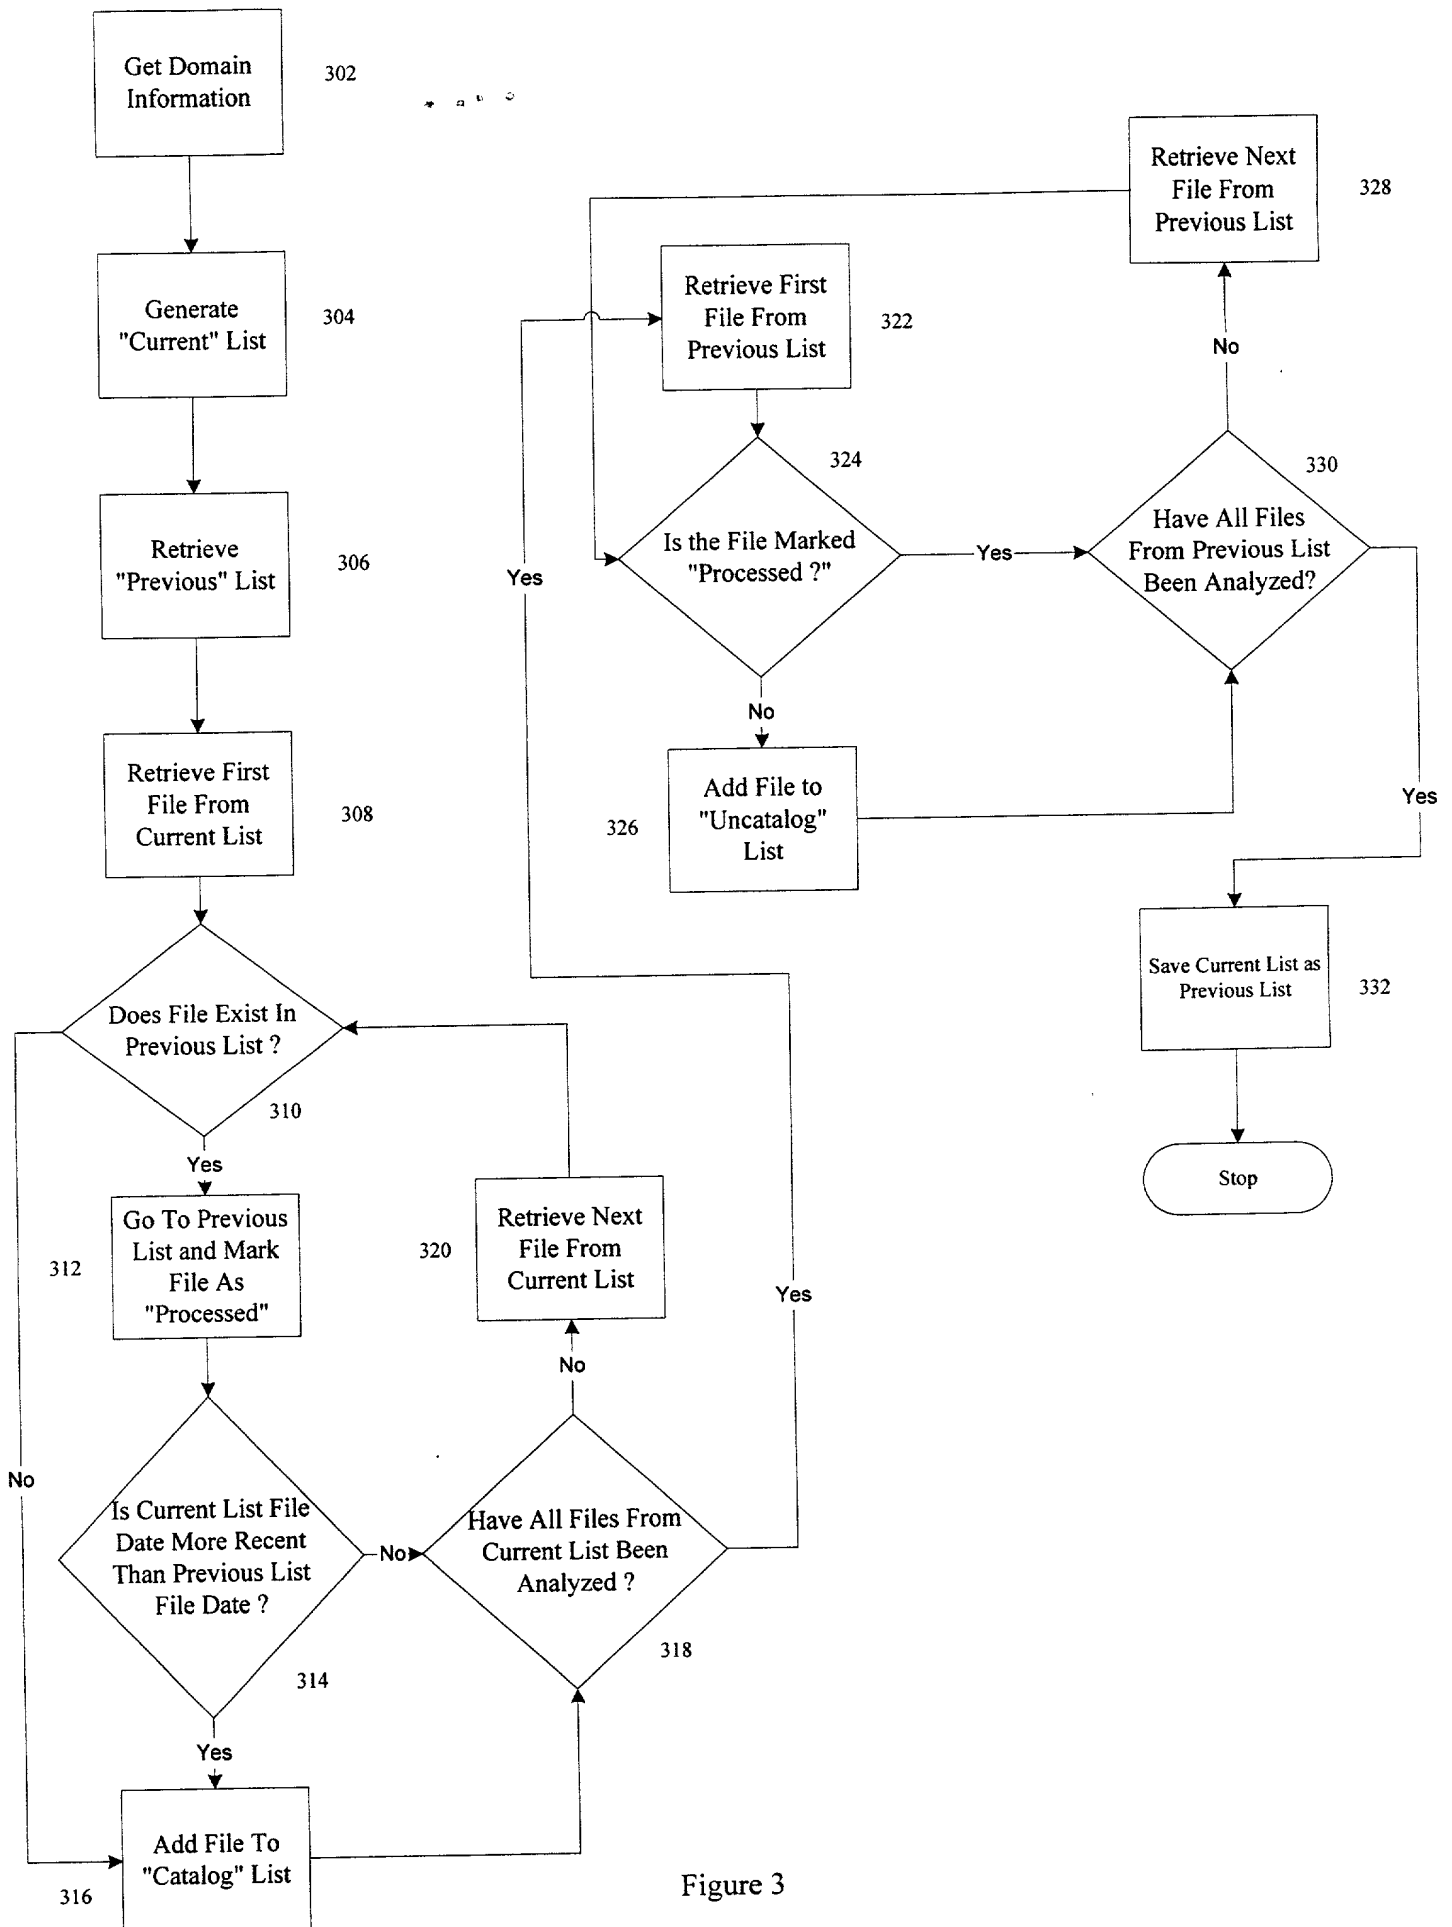 Get Domain
Information
302
Generate
"Current" List
304
Retrieve
"Previous" List
306
Retrieve First
File From
Current List
308
Does File Exist In
Previous List ?
310
Yes
No
Go To Previous
List and Mark
File As
"Processed"
312
Is Current List File
Date More Recent
Than Previous List
File Date ?
314
No
Yes
Add File To
"Catalog" List
316
Have All Files From
Current List Been
Analyzed ?
318
No
Yes
Retrieve Next
File From
Current List
320
Yes
Retrieve First
File From
Previous List
322
Is the File Marked
"Processed ?"
324
Yes
No
Add File to
"Uncatalog"
List
326
Have All Files
From Previous List
Been Analyzed?
330
No
Yes
Retrieve Next
File From
Previous List
328
Save Current List as
Previous List
332
Stop
Figure 3